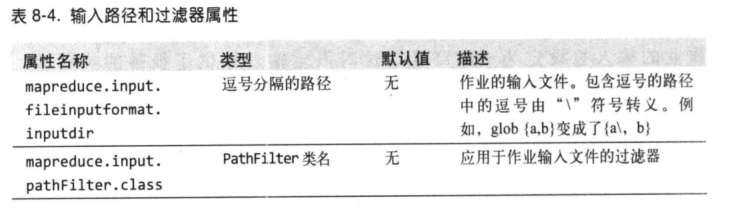 表 8-4. 输入路径和过滤器属性
属性名称 类型 默认值 描述
mapreduce.input. 逗号分隔的路径 无 作业的输入文件。包含逗号的路径
fileinputformat. 中的逗号由“\”符号转义。例
inputdir 如，glob {a,b}变成了{a\, b}
mapreduce.input. PathFilter 类名 无 应用于作业输入文件的过滤器
pathFilter.class